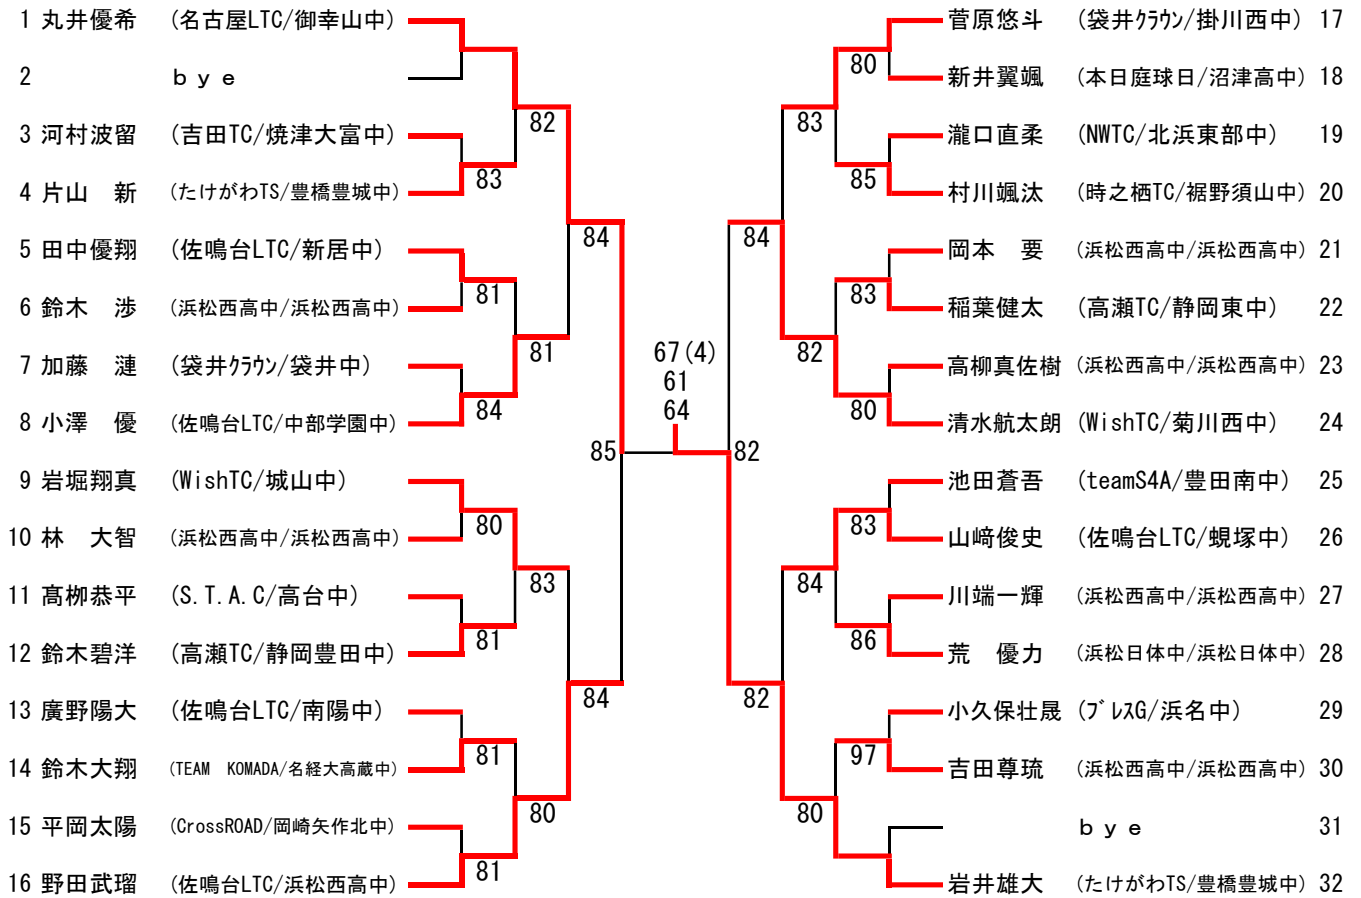 1 丸井優希 (名古屋LTC/御幸山中)
2 bye
3 河村波留 (吉田TC/焼津大富中)
4 片山 新 (たけがわTS/豊橋豊城中)
5 田中優翔 (佐鳴台LTC/新居中)
6 鈴木 渉 (浜松西高中/浜松西高中)
7 加藤 漣 (袋井クラウン/袋井中)
8 小澤 優 (佐鳴台LTC/中部学園中)
9 岩堀翔真 (WishTC/城山中)
10 林 大智 (浜松西高中/浜松西高中)
11 髙栁恭平 (S.T.A.C/高台中)
12 鈴木碧洋 (高瀬TC/静岡豊田中)
13 廣野陽大 (佐鳴台LTC/南陽中)
14 鈴木大翔 (TEAM KOMADA/名経大高蔵中)
15 平岡太陽 (CrossROAD/岡崎矢作北中)
16 野田武瑠 (佐鳴台LTC/浜松西高中)
83
81
84
80
81
81
81
82
81
83
80
84
84
85
67(4)
61
64
82
84
82
83
82
84
80
80
85
83
80
83
86
97
菅原悠斗 (袋井クラウン/掛川西中) 17
新井翼颯 (本日庭球日/沼津高中) 18
瀧口直柔 (NWTC/北浜東部中) 19
村川颯汰 (時之栖TC/裾野須山中) 20
岡本 要 (浜松西高中/浜松西高中) 21
稲葉健太 (高瀬TC/静岡東中) 22
高柳真佐樹 (浜松西高中/浜松西高中) 23
清水航太朗 (WishTC/菊川西中) 24
池田蒼吾 (teamS4A/豊田南中) 25
山﨑俊史 (佐鳴台LTC/蜆塚中) 26
川端一輝 (浜松西高中/浜松西高中) 27
荒 優力 (浜松日体中/浜松日体中) 28
小久保壮晟 (ブレスG/浜名中) 29
吉田尊琉 (浜松西高中/浜松西高中) 30
bye 31
岩井雄大 (たけがわTS/豊橋豊城中) 32